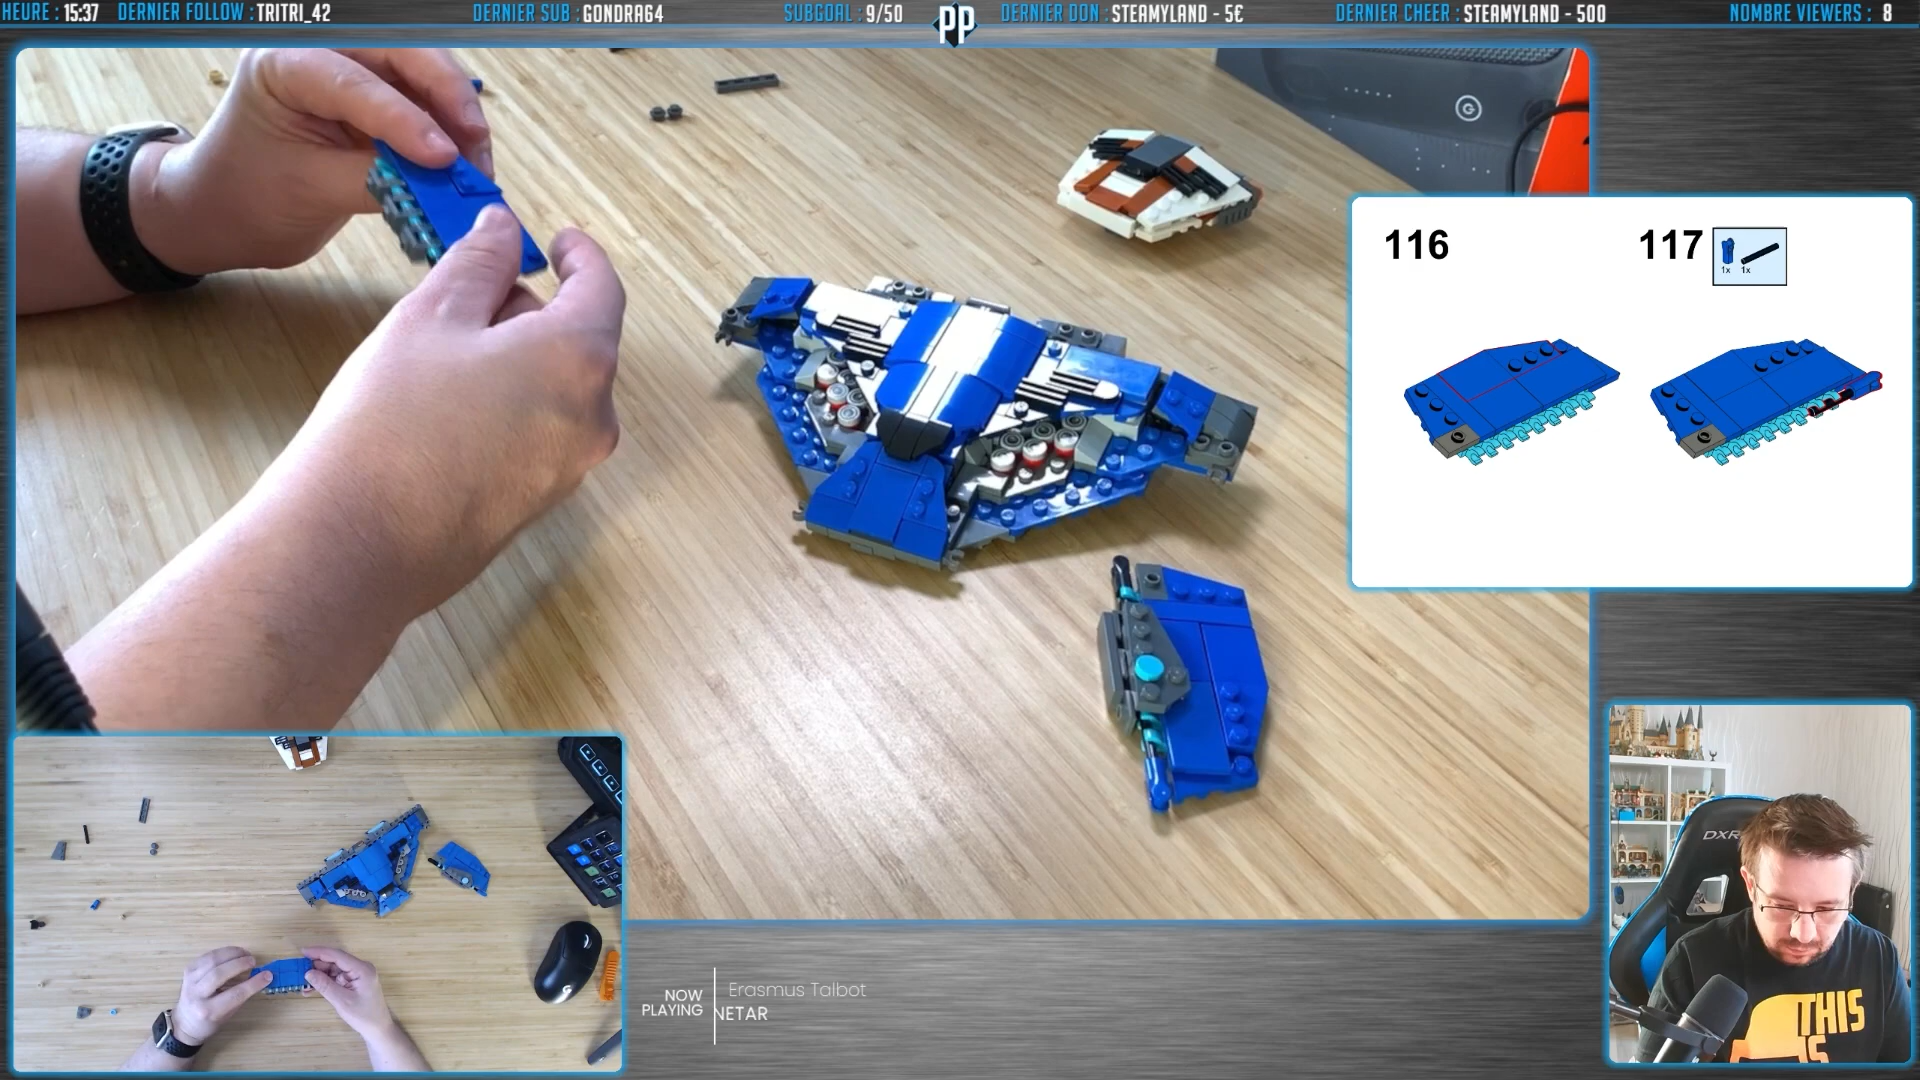 HEURE : 15:37 DERNIER FOLLOW : TRITRI_42 DERNIER SUB : GONDRA64 SUBGOAL : 9/50 PP DERNIER DON : STEAMYLAND - 5€ DERNIER CHEER : STEAMYLAND - 500 NOMBRE VIEWERS : 8
116
117
1x 1x
DXR
THIS
IS
NOW PLAYING
Erasmus Talbot
NETAR